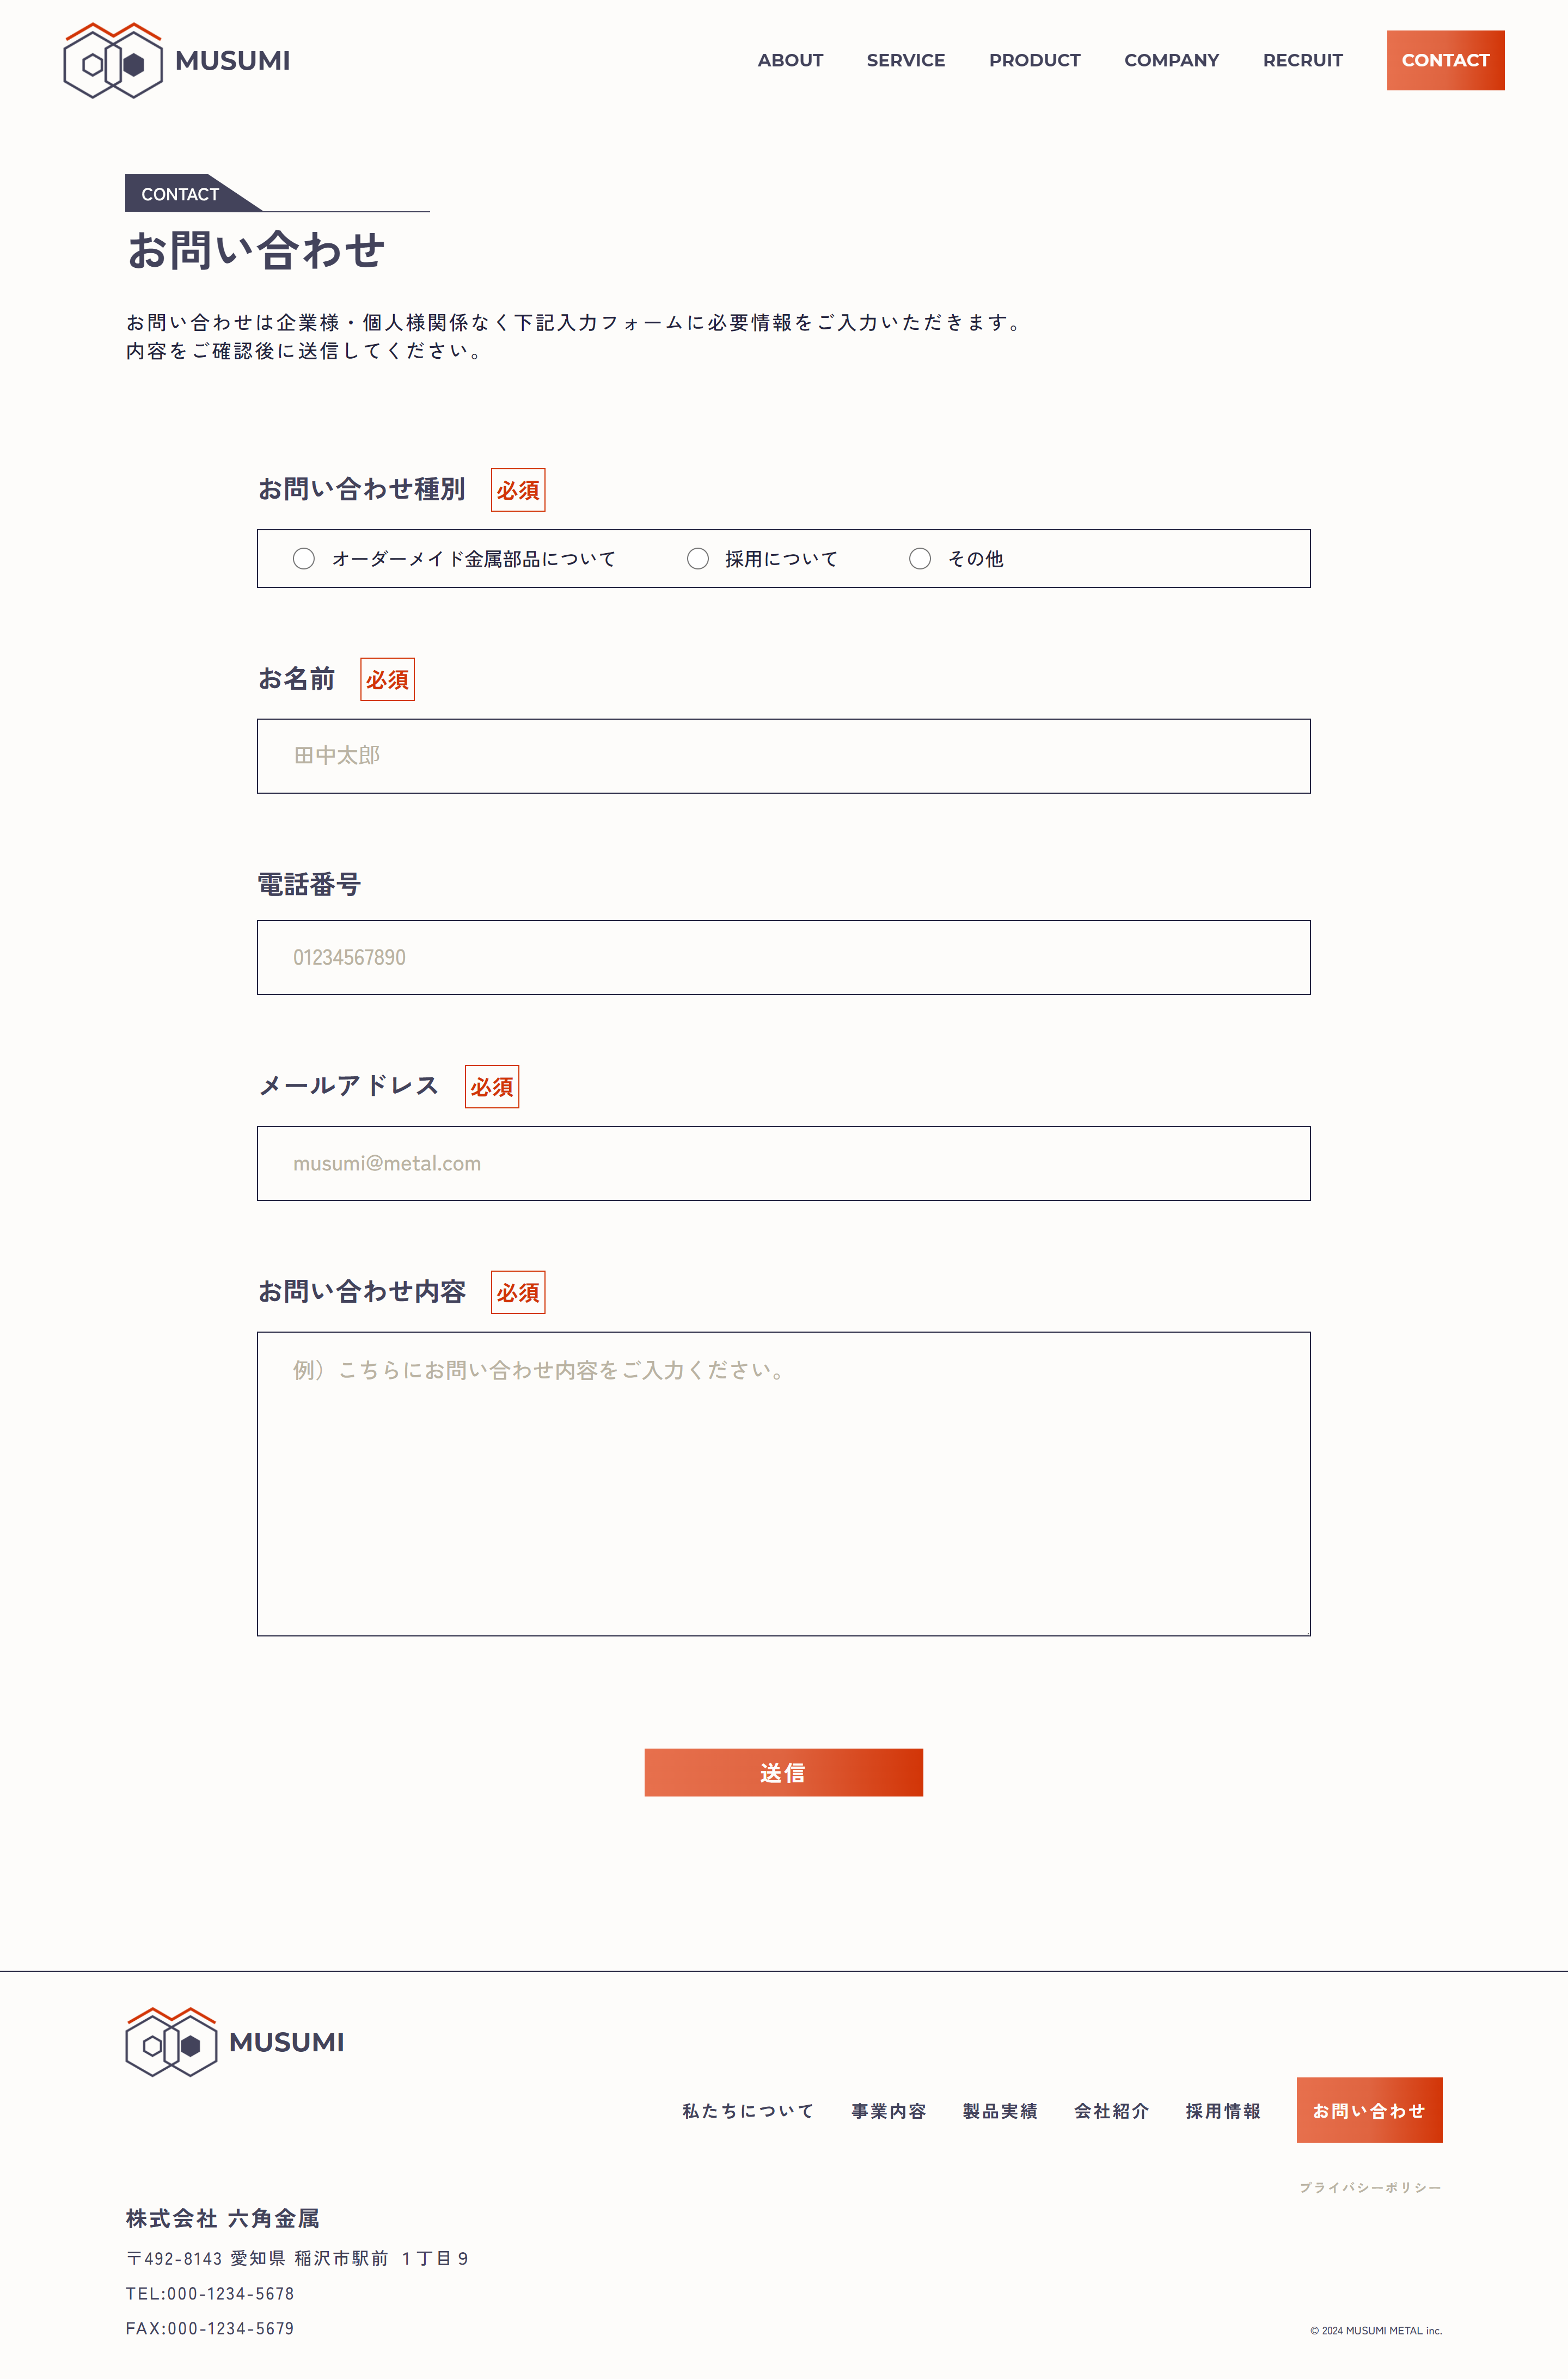 MUSUMI
ABOUT SERVICE PRODUCT COMPANY RECRUIT CONTACT
CONTACT
お問い合わせ
お問い合わせは企業様・個人様関係なく下記入力フォームに必要情報をご入力いただきます。
内容をご確認後に送信してください。
お問い合わせ種別 必須
オーダーメイド金属部品について 採用について その他
お名前 必須
田中太郎
電話番号
01234567890
メールアドレス 必須
musumi@metal.com
お問い合わせ内容 必須
例）こちらにお問い合わせ内容をご入力ください。
送信
MUSUMI
私たちについて 事業内容 製品実績 会社紹介 採用情報 お問い合わせ
プライバシーポリシー
株式会社 六角金属
〒492-8143 愛知県 稲沢市駅前 １丁目９
TEL:000-1234-5678
FAX:000-1234-5679
© 2024 MUSUMI METAL inc.